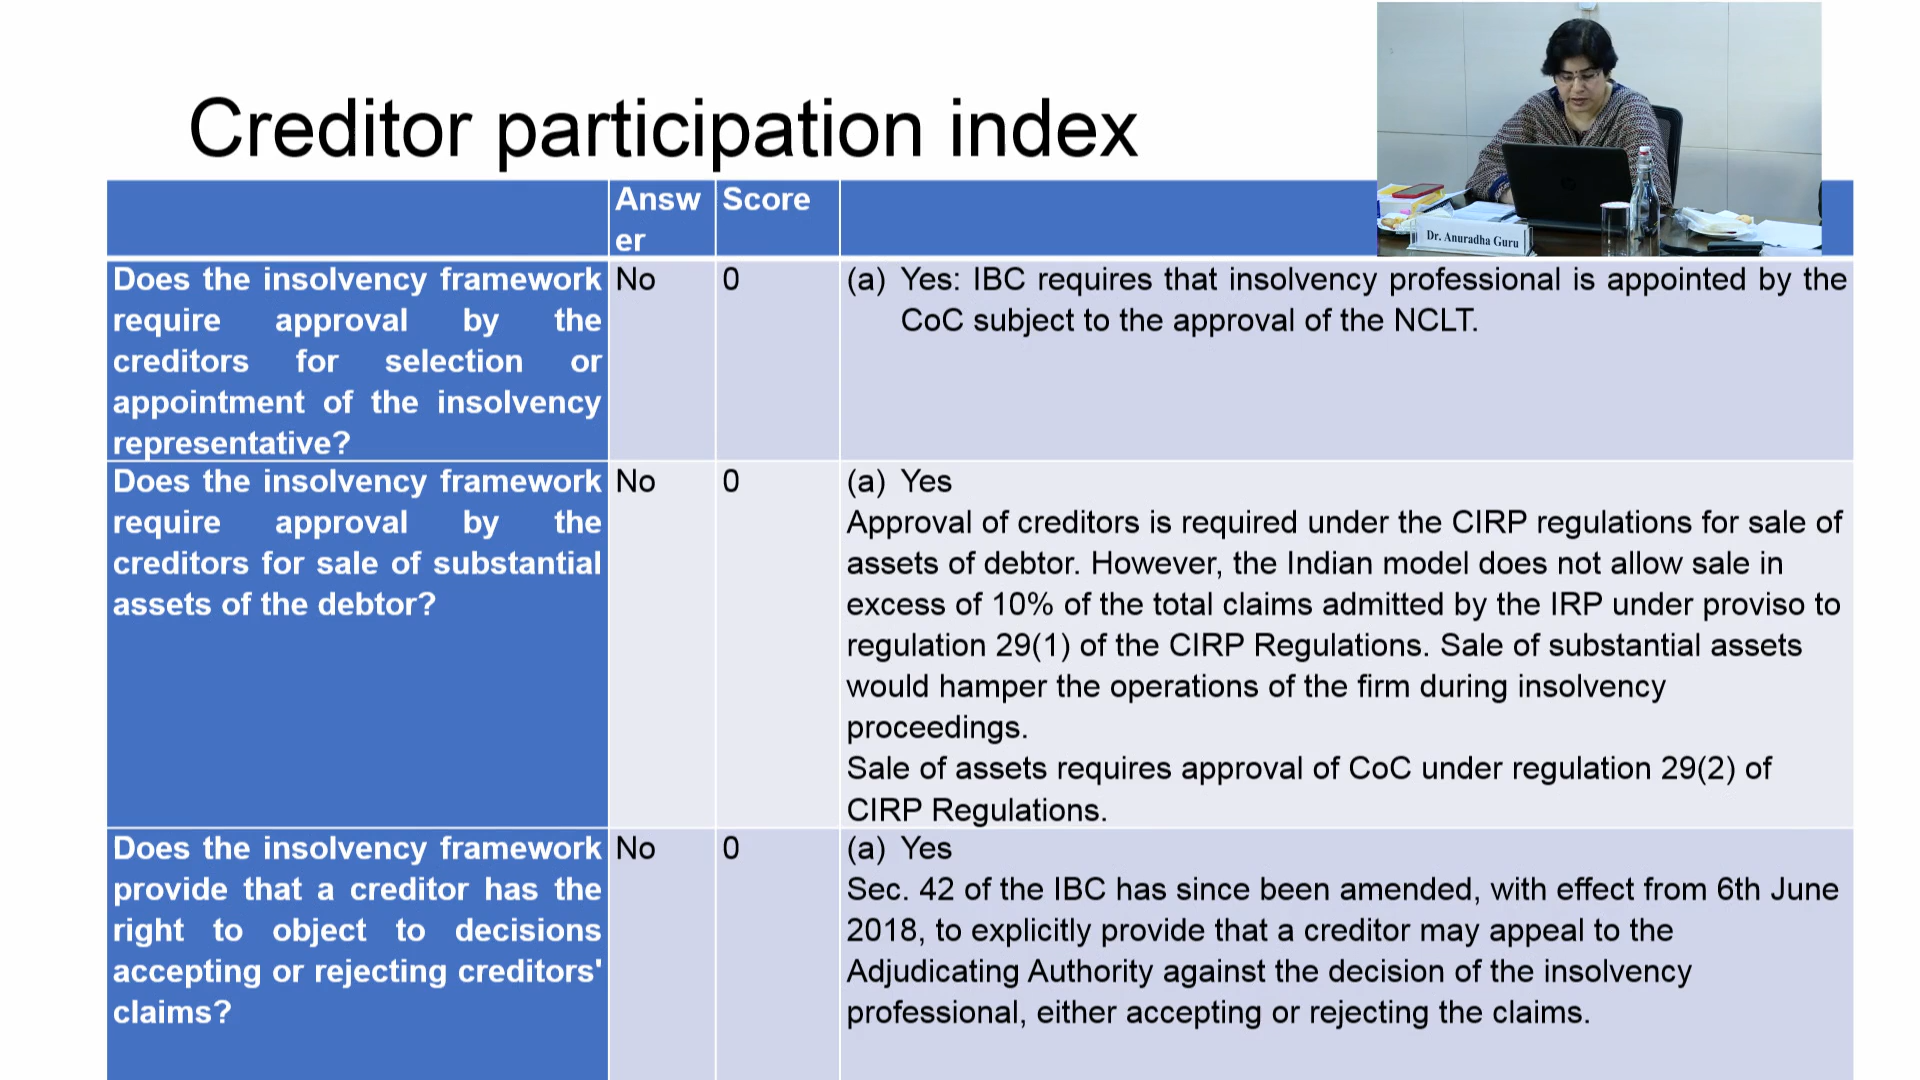 Creditor participation index
Answ
er
Score
Dr. Anuradha Guru
Does the insolvency framework
require approval by the
creditors for selection or
appointment of the insolvency
representative?
No
0
(a) Yes: IBC requires that insolvency professional is appointed by the
CoC subject to the approval of the NCLT.
Does the insolvency framework
require approval by the
creditors for sale of substantial
assets of the debtor?
No
0
(a) Yes
Approval of creditors is required under the CIRP regulations for sale of
assets of debtor. However, the Indian model does not allow sale in
excess of 10% of the total claims admitted by the IRP under proviso to
regulation 29(1) of the CIRP Regulations. Sale of substantial assets
would hamper the operations of the firm during insolvency
proceedings.
Sale of assets requires approval of CoC under regulation 29(2) of
CIRP Regulations.
Does the insolvency framework
provide that a creditor has the
right to object to decisions
accepting or rejecting creditors'
claims?
No
0
(a) Yes
Sec. 42 of the IBC has since been amended, with effect from 6th June
2018, to explicitly provide that a creditor may appeal to the
Adjudicating Authority against the decision of the insolvency
professional, either accepting or rejecting the claims.